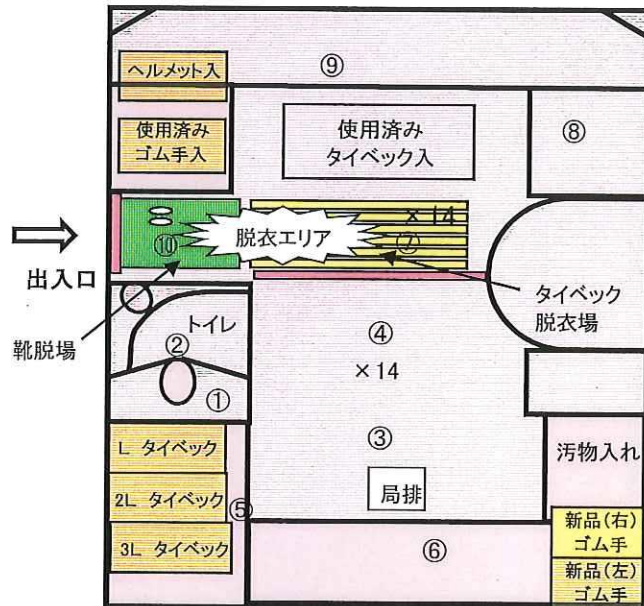 ⑨
ヘルメット入
使用済み
ゴム手入
使用済み
タイベック入
⑧
×14
⑩
脱衣エリア
⑦
出入口
靴脱場
トイレ
②
①
④
×14
タイベック
脱衣場
③
局排
L タイベック
2L タイベック
3L タイベック
⑤
⑥
汚物入れ
新品(右)
ゴム手
新品(左)
ゴム手